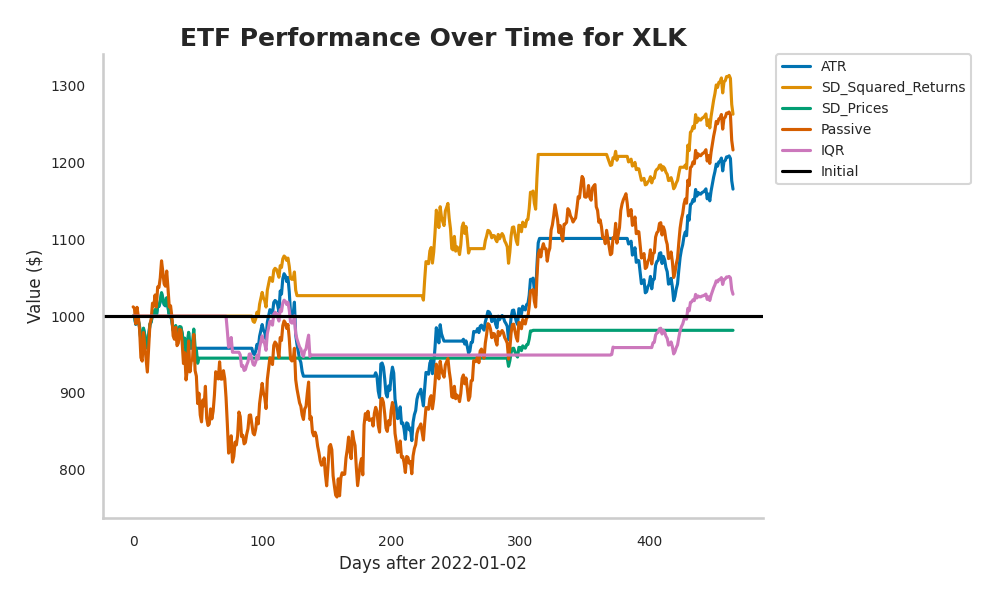 ETF Performance Over Time for XLK
ATR
SD_Squared_Returns
SD_Prices
Passive
IQR
Initial
Value ($)
1300
1200
1100
1000
900
800
0
100
200
300
400
Days after 2022-01-02